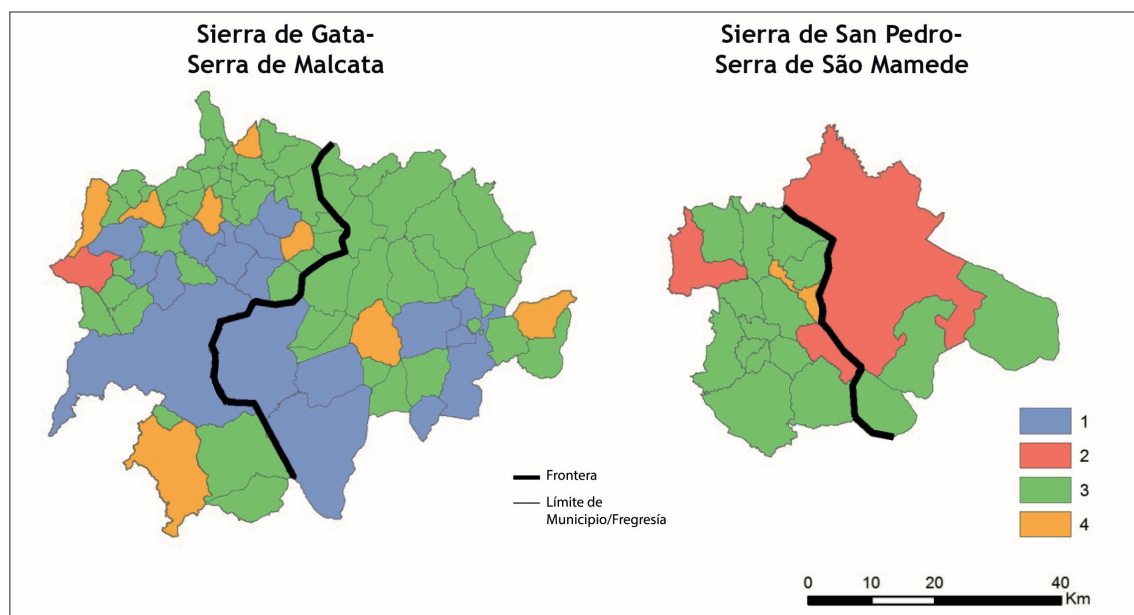 Sierra de Gata-
Serra de Malcata
Sierra de San Pedro-
Serra de São Mamede
1
2
3
4
Frontera
Límite de
Municipio/Fregresía
0 10 20 40
Km